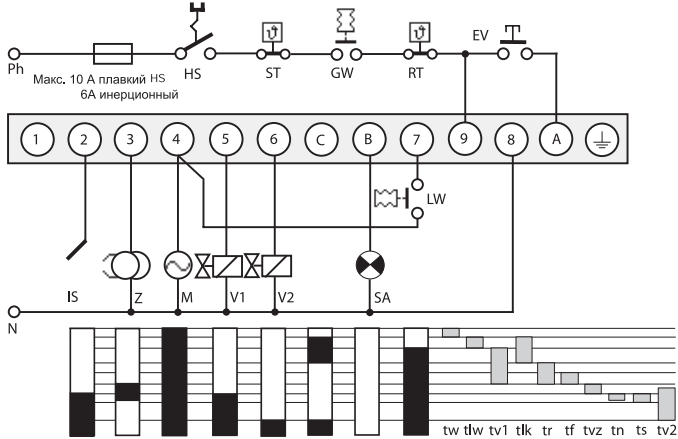 Ph
Макс. 10 А плавкий HS
6А инерционный
HS
ST
GW
RT
EV
ϑ
ϑ
1 2 3 4 5 6 C B 7 9 8 A
LW
IS Z M V1 V2 SA
N
tw tlw tv1 tlk tr tf tvz tn ts tv2